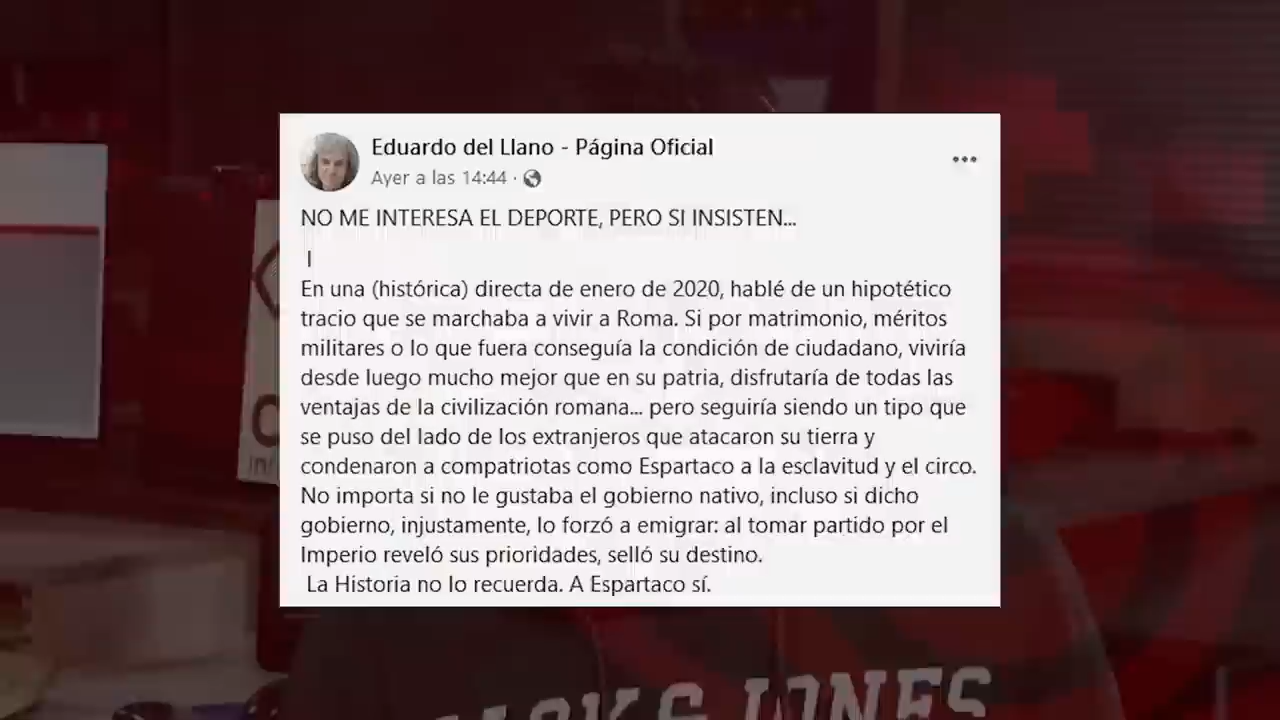 Eduardo del Llano - Página Oficial
Ayer a las 14:44 ·
NO ME INTERESA EL DEPORTE, PERO SI INSISTEN...
I
En una (histórica) directa de enero de 2020, hablé de un hipotético
tracio que se marchaba a vivir a Roma. Si por matrimonio, méritos
militares o lo que fuera conseguía la condición de ciudadano, viviría
desde luego mucho mejor que en su patria, disfrutaría de todas las
ventajas de la civilización romana... pero seguiría siendo un tipo que
se puso del lado de los extranjeros que atacaron su tierra y
condenaron a compatriotas como Espartaco a la esclavitud y el circo.
No importa si no le gustaba el gobierno nativo, incluso si dicho
gobierno, injustamente, lo forzó a emigrar: al tomar partido por el
Imperio reveló sus prioridades, selló su destino.
La Historia no lo recuerda. A Espartaco sí.
JONES